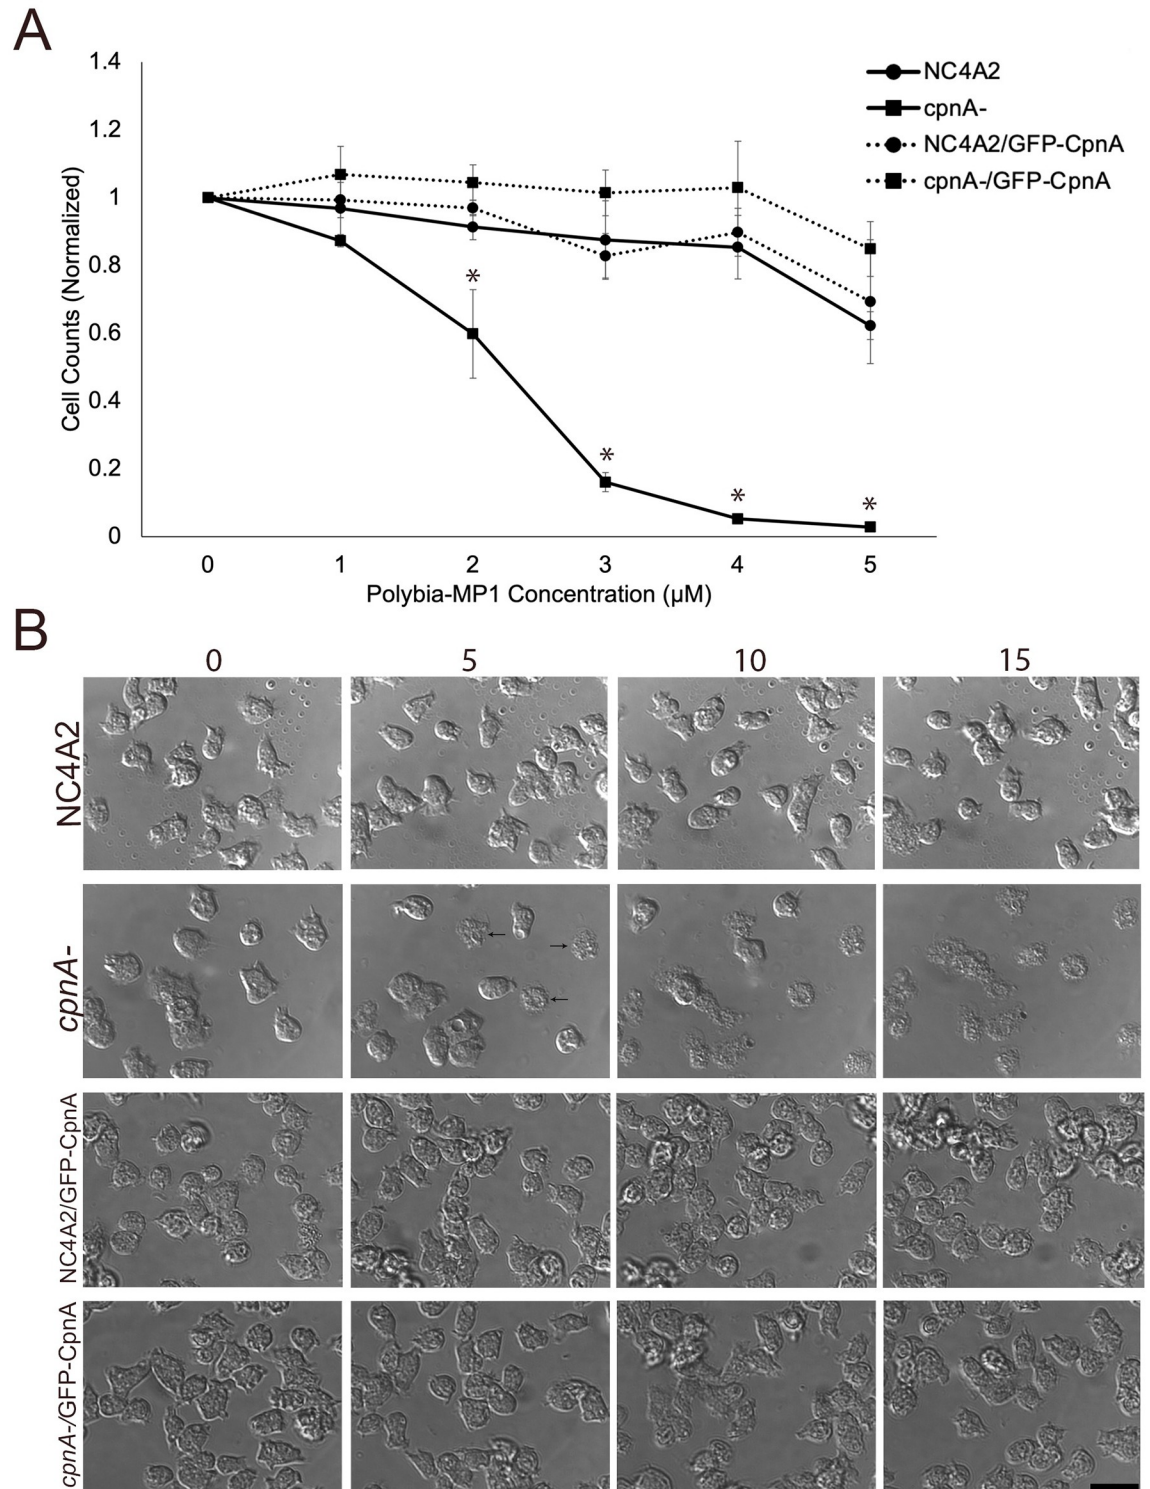 A
1.4
1.2
1
0.8
0.6
0.4
0.2
0
Cell Counts (Normalized)
NC4A2
cpnA-
NC4A2/GFP-CpnA
cpnA-/GFP-CpnA
*
*
*
*
0 1 2 3 4 5
Polybia-MP1 Concentration (µM)
B
0 5 10 15
NC4A2
cpnA-
NC4A2/GFP-CpnA
cpnA-/GFP-CpnA